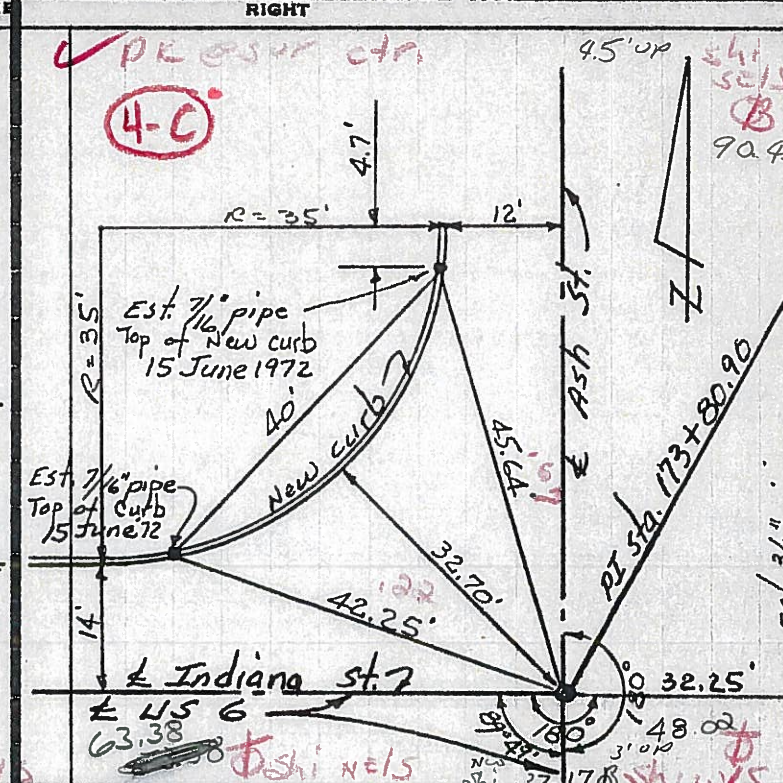 RIGHT
PK
4.5' UP
4-C
4.7'
90.4
R = 35'
12'
Est. 7/16" pipe
Top of New curb
15 June 1972
R = 35'
40'
New curb
℄ Ash St.
N
45.64'
PI Sta. 173+80.90
Est. 7/16" pipe
Top of Curb
15 June 72
32.70'
.22
42.25'
14'
℄ Indiana St.
℄ US 6
63.38
180°
32.25'
180°
48.02
3' UP